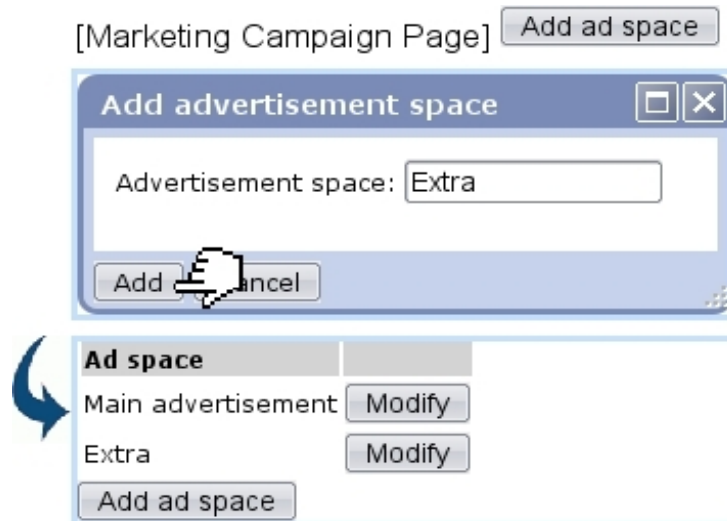 [Marketing Campaign Page] Add ad space
Add advertisement space
Advertisement space: Extra
Add Cancel
Ad space
Main advertisement Modify
Extra Modify
Add ad space